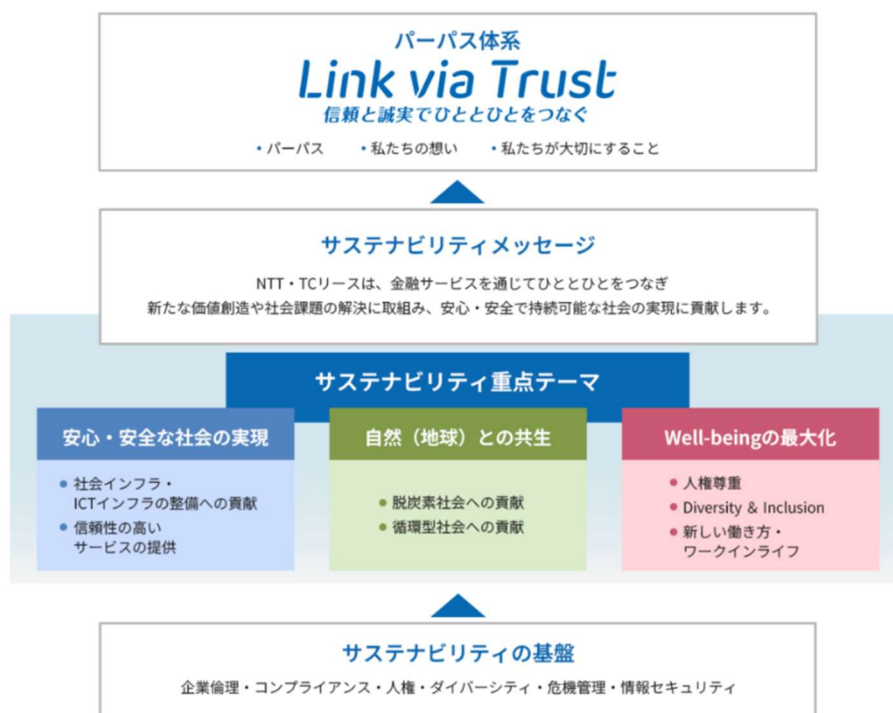 パーパス体系
Link via Trust
信頼と誠実でひととひとをつなぐ
・パーパス ・私たちの想い ・私たちが大切にすること
サステナビリティメッセージ
NTT・TCリースは、金融サービスを通じてひととひとをつなぎ
新たな価値創造や社会課題の解決に取組み、安心・安全で持続可能な社会の実現に貢献します。
サステナビリティ重点テーマ
安心・安全な社会の実現
● 社会インフラ・
ICTインフラの整備への貢献
● 信頼性の高い
サービスの提供
自然（地球）との共生
● 脱炭素社会への貢献
● 循環型社会への貢献
Well-beingの最大化
● 人権尊重
● Diversity & Inclusion
● 新しい働き方・
ワークインライフ
サステナビリティの基盤
企業倫理・コンプライアンス・人権・ダイバーシティ・危機管理・情報セキュリティ